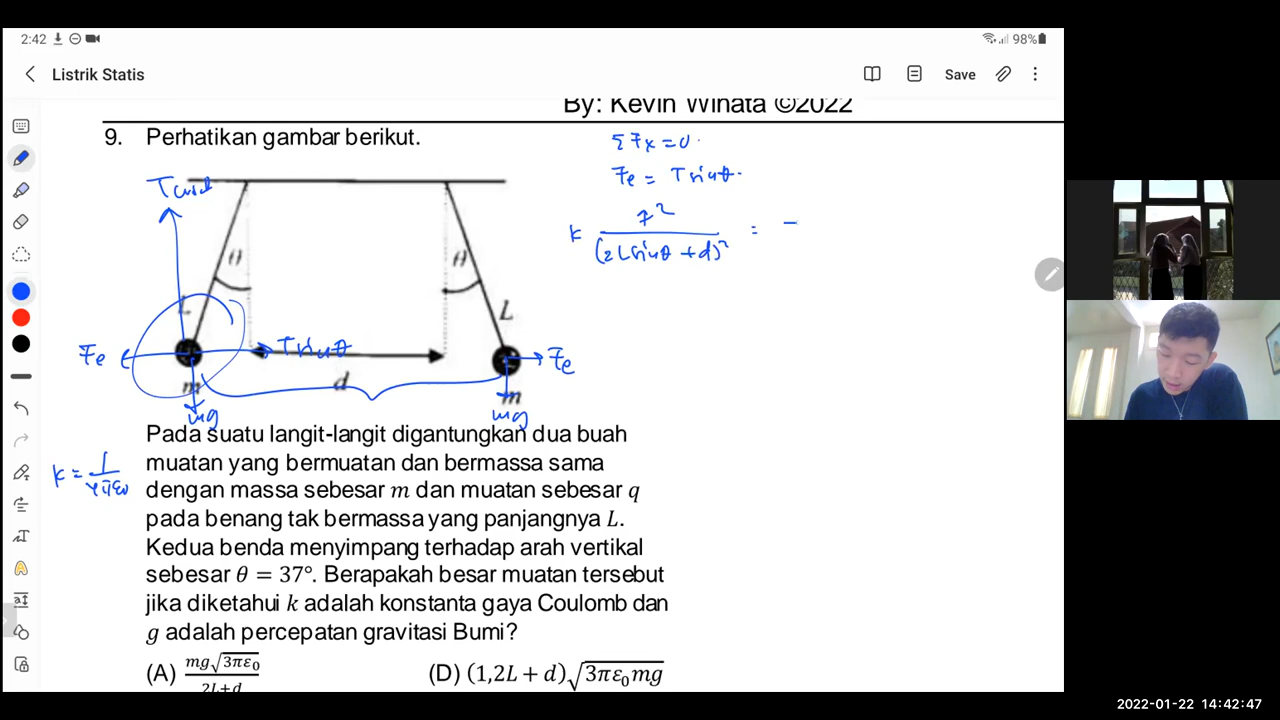 2:42 98%
Listrik Statis Save
By: Kevin Winata ©2022
9. Perhatikan gambar berikut.
ΣFx = 0.
Fe = T sinθ.
k q² / (2L sinθ + d)² = -
T cosθ
θ θ
L L
Fe T sinθ Fe
m d m
mg mg
Pada suatu langit-langit digantungkan dua buah
muatan yang bermuatan dan bermassa sama
k = 1/4πε₀
dengan massa sebesar m dan muatan sebesar q
pada benang tak bermassa yang panjangnya L.
Kedua benda menyimpang terhadap arah vertikal
sebesar θ = 37°. Berapakah besar muatan tersebut
jika diketahui k adalah konstanta gaya Coulomb dan
g adalah percepatan gravitasi Bumi?
(A) mg√3πε₀ / 2L+d (D) (1,2L + d)√3πε₀mg
2022-01-22 14:42:47